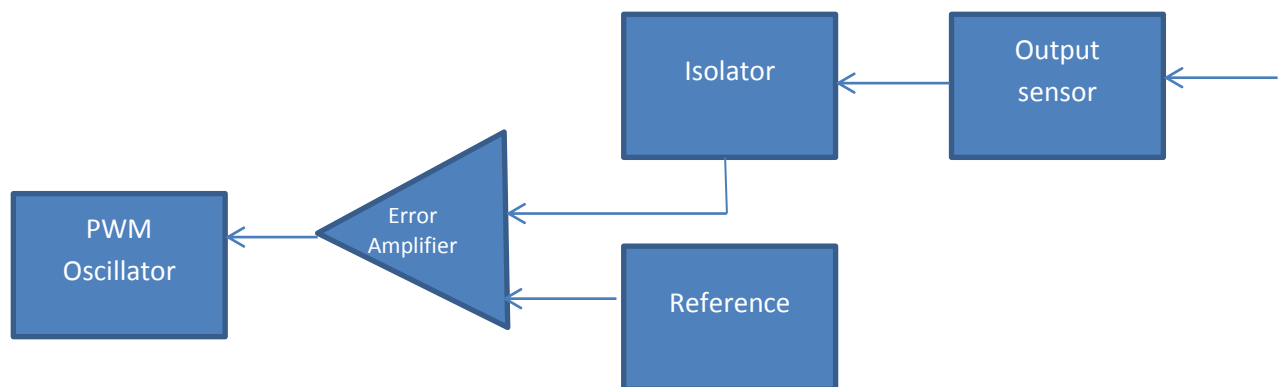 Isolator
Output
sensor
Error
Amplifier
PWM
Oscillator
Reference